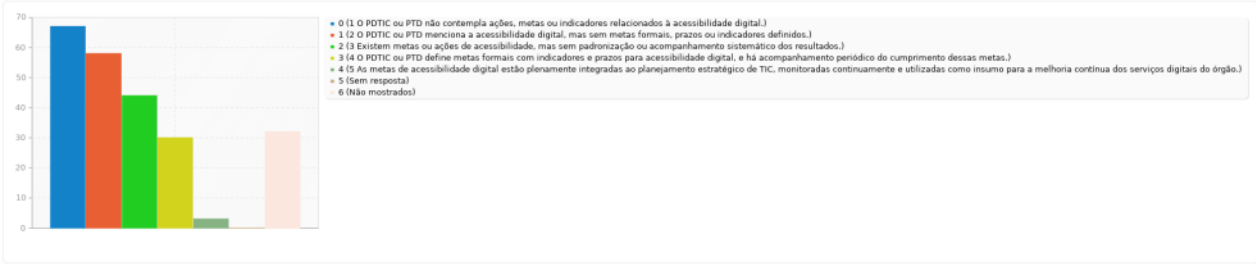 70
60
50
40
30
20
10
0
0 (1 O PDTIC ou PTD não contempla ações, metas ou indicadores relacionados à acessibilidade digital.)
1 (2 O PDTIC ou PTD menciona a acessibilidade digital, mas sem metas formais, prazos ou indicadores definidos.)
2 (3 Existem metas ou ações de acessibilidade, mas sem padronização ou acompanhamento sistemático dos resultados.)
3 (4 O PDTIC ou PTD define metas formais com indicadores e prazos para acessibilidade digital, e há acompanhamento periódico do cumprimento dessas metas.)
4 (5 As metas de acessibilidade digital estão plenamente integradas ao planejamento estratégico de TIC, monitoradas continuamente e utilizadas como insumo para a melhoria contínua dos serviços digitais do órgão.)
5 (Sem resposta)
6 (Não mostrados)